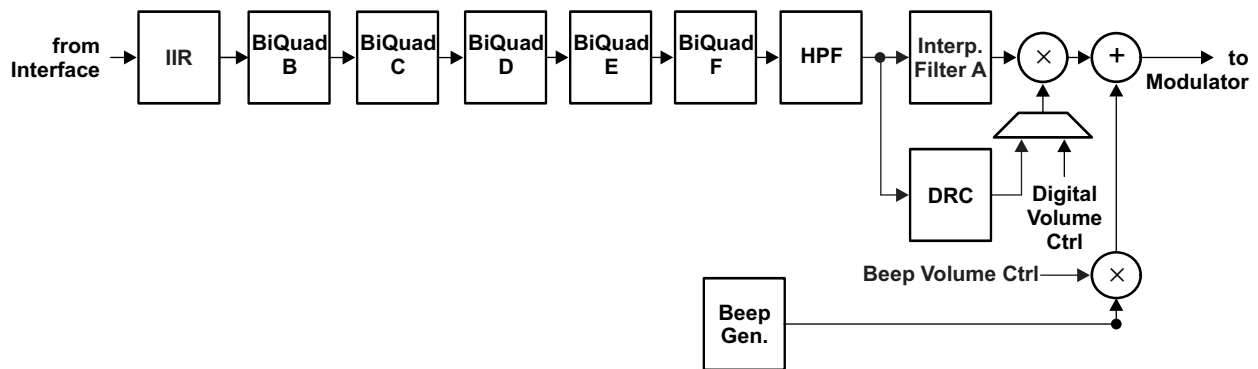 from
Interface
IIR
BiQuad
B
BiQuad
C
BiQuad
D
BiQuad
E
BiQuad
F
HPF
Interp.
Filter A
×
+
to
Modulator
DRC
Digital
Volume
Ctrl
Beep Volume Ctrl
×
Beep
Gen.